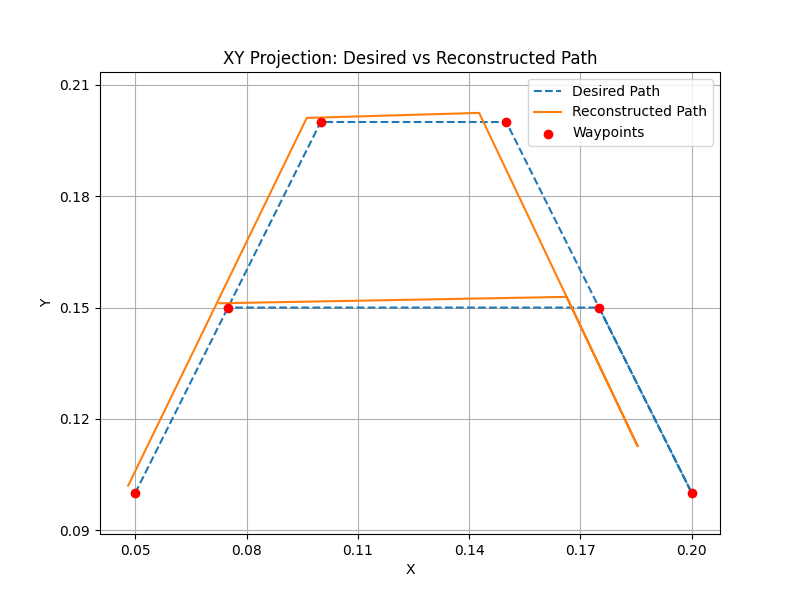 XY Projection: Desired vs Reconstructed Path
Desired Path
Reconstructed Path
Waypoints
Y
0.21
0.18
0.15
0.12
0.09
0.05 0.08 0.11 0.14 0.17 0.20
X